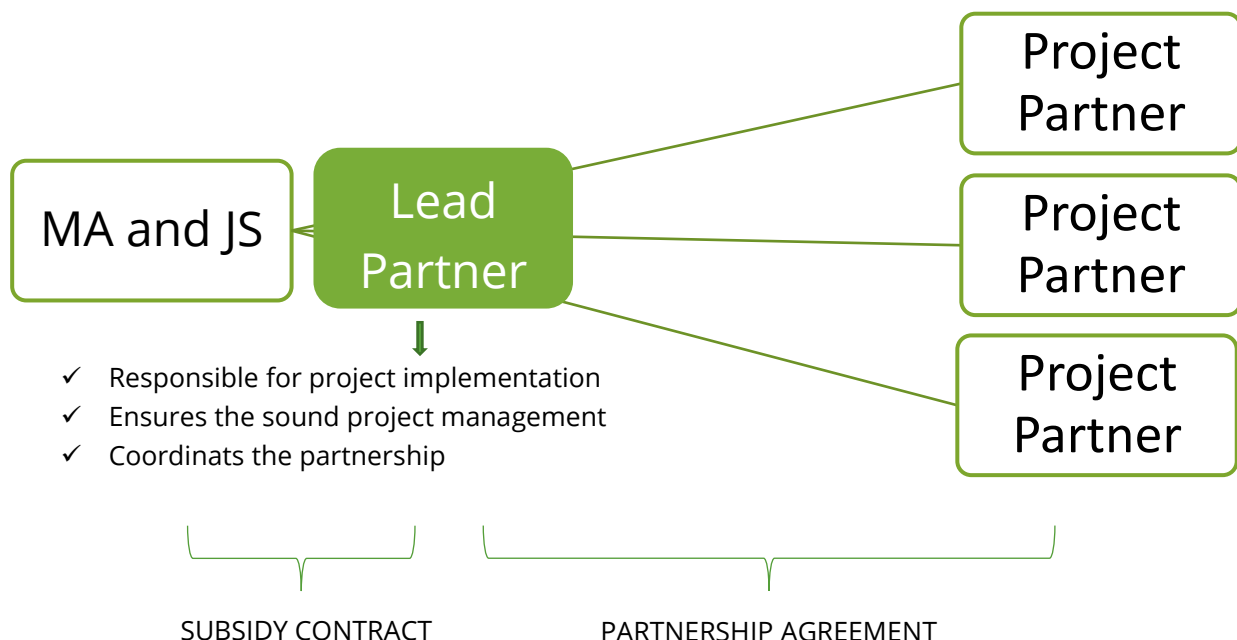 MA and JS
Lead
Partner
Project
Partner
Project
Partner
Project
Partner
✓ Responsible for project implementation
✓ Ensures the sound project management
✓ Coordinats the partnership
SUBSIDY CONTRACT
PARTNERSHIP AGREEMENT